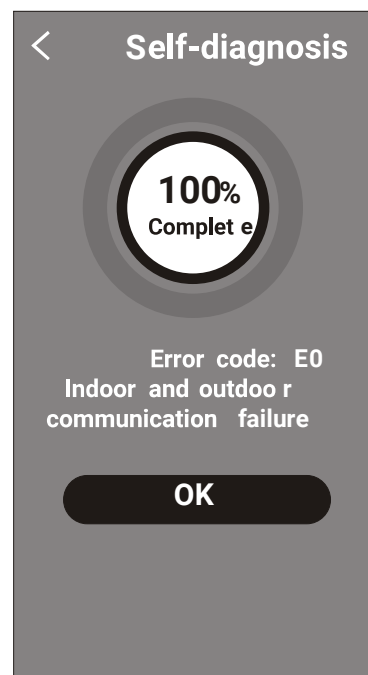 Self-diagnosis
100%
Complet e
Error code: E0
Indoor and outdoo r
communication failure
OK